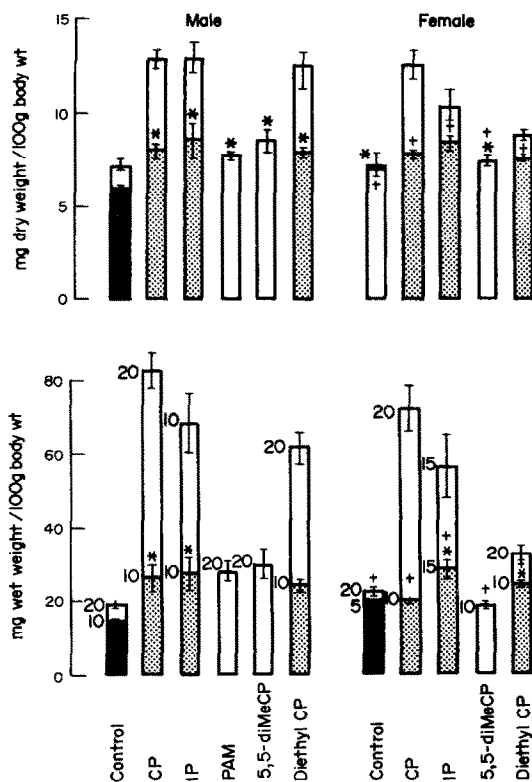 Male
Female
mg dry weight/100g body wt
15
10
5
0
* * * * *
* + + + + * +
mg wet weight/100g body wt
80
60
40
20
0
20 10
20 * 10
10 * 10
20
20
20 10
20 + 5
20 + 10
15 + * 15
+ 10
20 + * 10
Control
CP
IP
PAM
5,5-diMeCP
Diethyl CP
Control
CP
IP
5,5-diMeCP
Diethyl CP